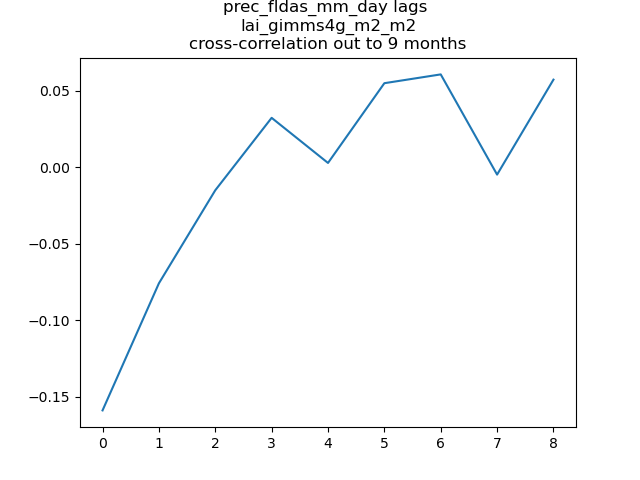 prec_fldas_mm_day lags
lai_gimms4g_m2_m2
cross-correlation out to 9 months
0.05
0.00
−0.05
−0.10
−0.15
0 1 2 3 4 5 6 7 8